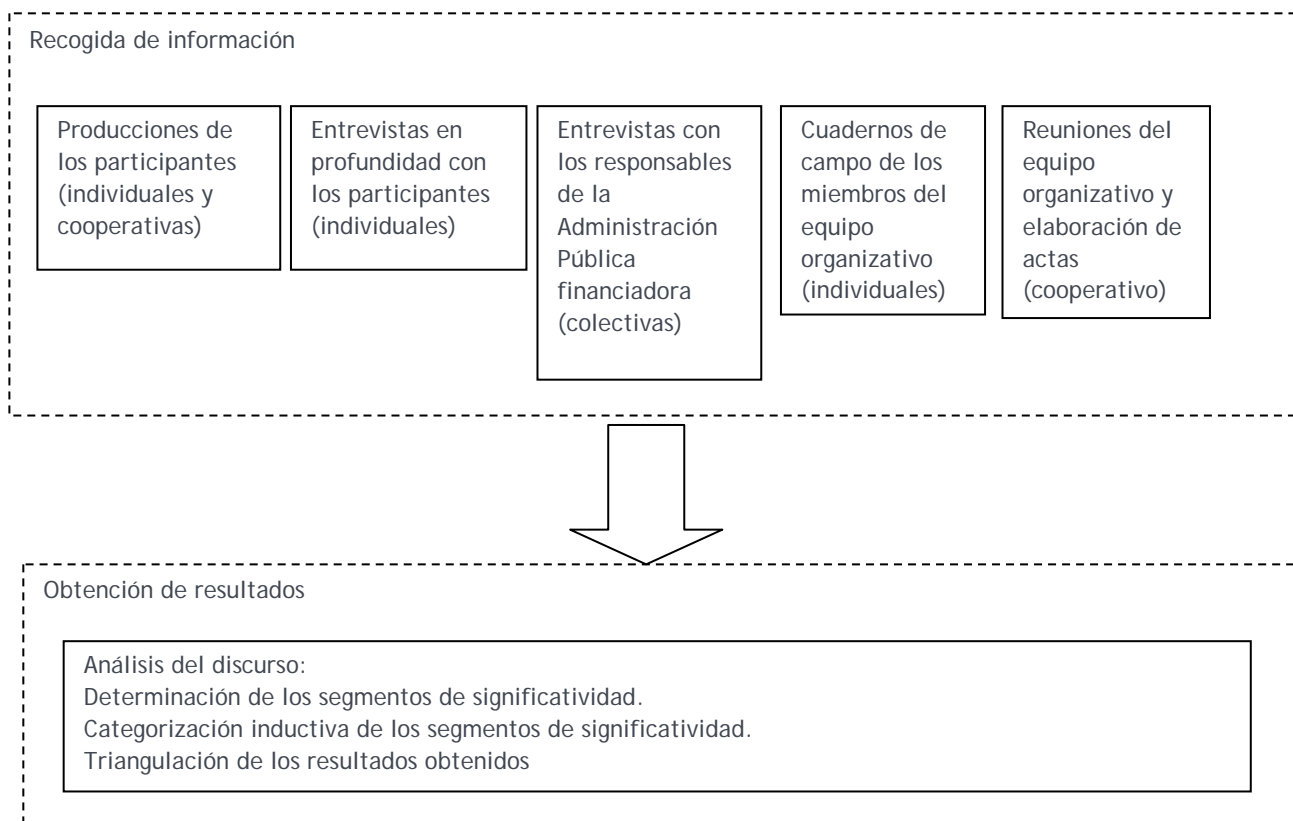 Recogida de información
Producciones de
los participantes
(individuales y
cooperativas)
Entrevistas en
profundidad con
los participantes
(individuales)
Entrevistas con
los responsables
de la
Administración
Pública
financiadora
(colectivas)
Cuadernos de
campo de los
miembros del
equipo
organizativo
(individuales)
Reuniones del
equipo
organizativo y
elaboración de
actas
(cooperativo)
Obtención de resultados
Análisis del discurso:
Determinación de los segmentos de significatividad.
Categorización inductiva de los segmentos de significatividad.
Triangulación de los resultados obtenidos